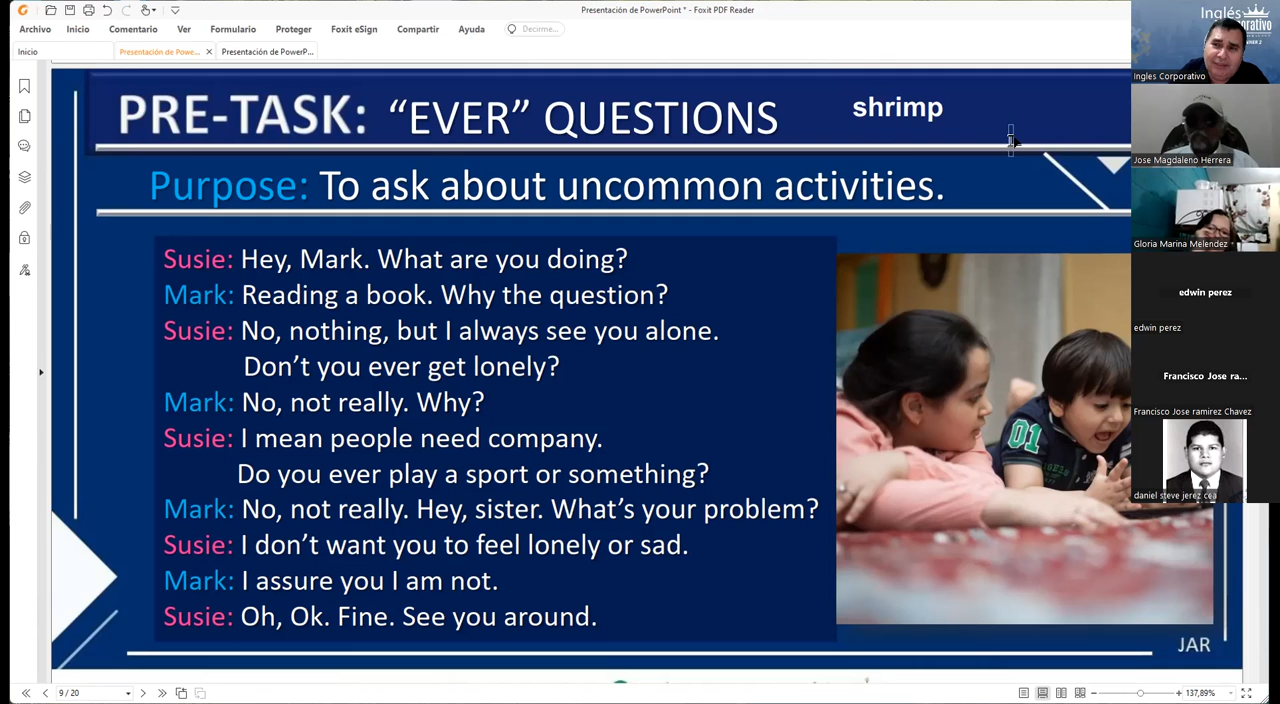 Presentación de PowerPoint * - Foxit PDF Reader
Archivo Inicio Comentario Ver Formulario Proteger Foxit eSign Compartir Ayuda Decirme...
Inicio Presentación de Powe... × Presentación de PowerP...
PRE-TASK: “EVER” QUESTIONS shrimp
Purpose: To ask about uncommon activities.
Susie: Hey, Mark. What are you doing?
Mark: Reading a book. Why the question?
Susie: No, nothing, but I always see you alone.
Don’t you ever get lonely?
Mark: No, not really. Why?
Susie: I mean people need company.
Do you ever play a sport or something?
Mark: No, not really. Hey, sister. What’s your problem?
Susie: I don’t want you to feel lonely or sad.
Mark: I assure you I am not.
Susie: Oh, Ok. Fine. See you around.
01
JAR
9 / 20
137,89%
Inglés
Ingles Corporativo
Jose Magdaleno Herrera
Gloria Marina Melendez
edwin perez
edwin perez
Francisco Jose ra...
Francisco Jose ramirez Chavez
daniel steve jerez cea